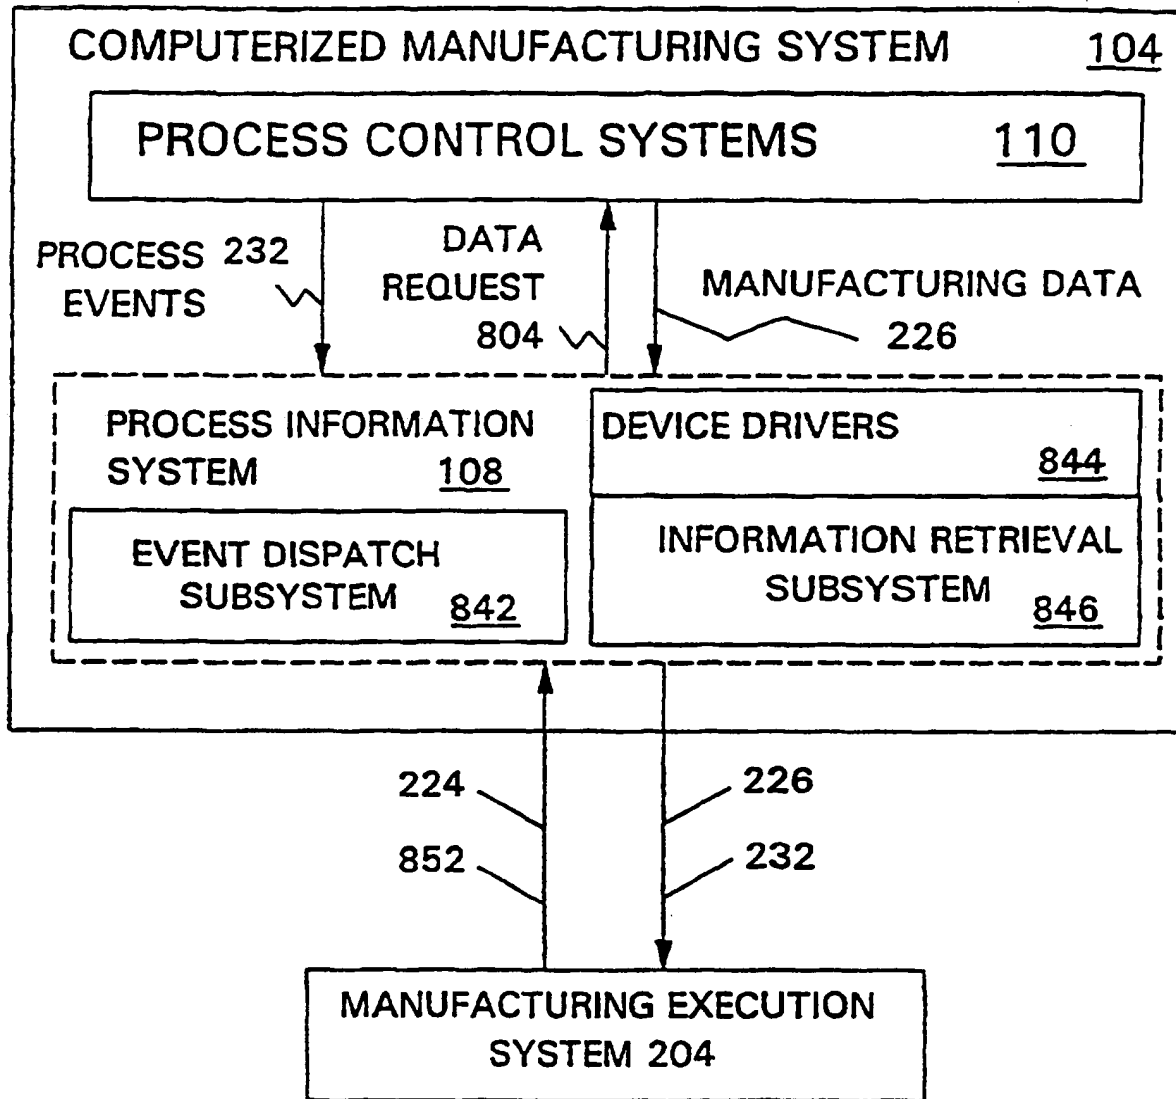 COMPUTERIZED MANUFACTURING SYSTEM 104
PROCESS CONTROL SYSTEMS 110
PROCESS 232
EVENTS
DATA
REQUEST
804
MANUFACTURING DATA
226
PROCESS INFORMATION
SYSTEM 108
DEVICE DRIVERS
844
EVENT DISPATCH
SUBSYSTEM 842
INFORMATION RETRIEVAL
SUBSYSTEM
846
224
852
226
232
MANUFACTURING EXECUTION
SYSTEM 204